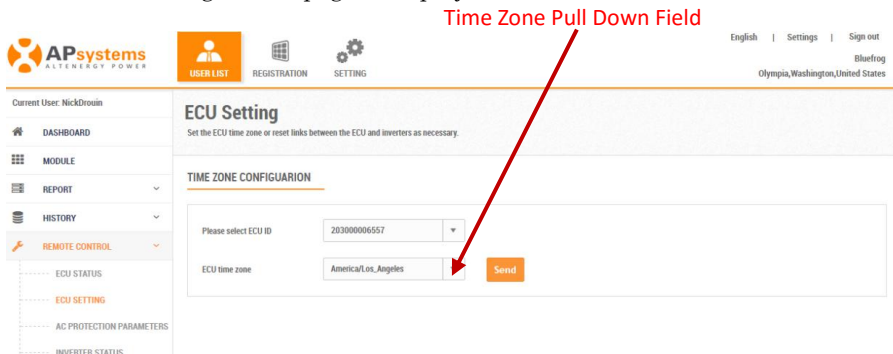 Time Zone Pull Down Field
APsystems
ALTENERGY POWER
USER LIST
REGISTRATION
SETTING
English | Settings | Sign out
Bluefrog
Olympia,Washington,United States
Current User: NickDrouin
DASHBOARD
MODULE
REPORT
HISTORY
REMOTE CONTROL
ECU STATUS
ECU SETTING
AC PROTECTION PARAMETERS
INVERTER STATUS
ECU Setting
Set the ECU time zone or reset links between the ECU and inverters as necessary.
TIME ZONE CONFIGUARION
Please select ECU ID 203000006557
ECU time zone America/Los_Angeles Send